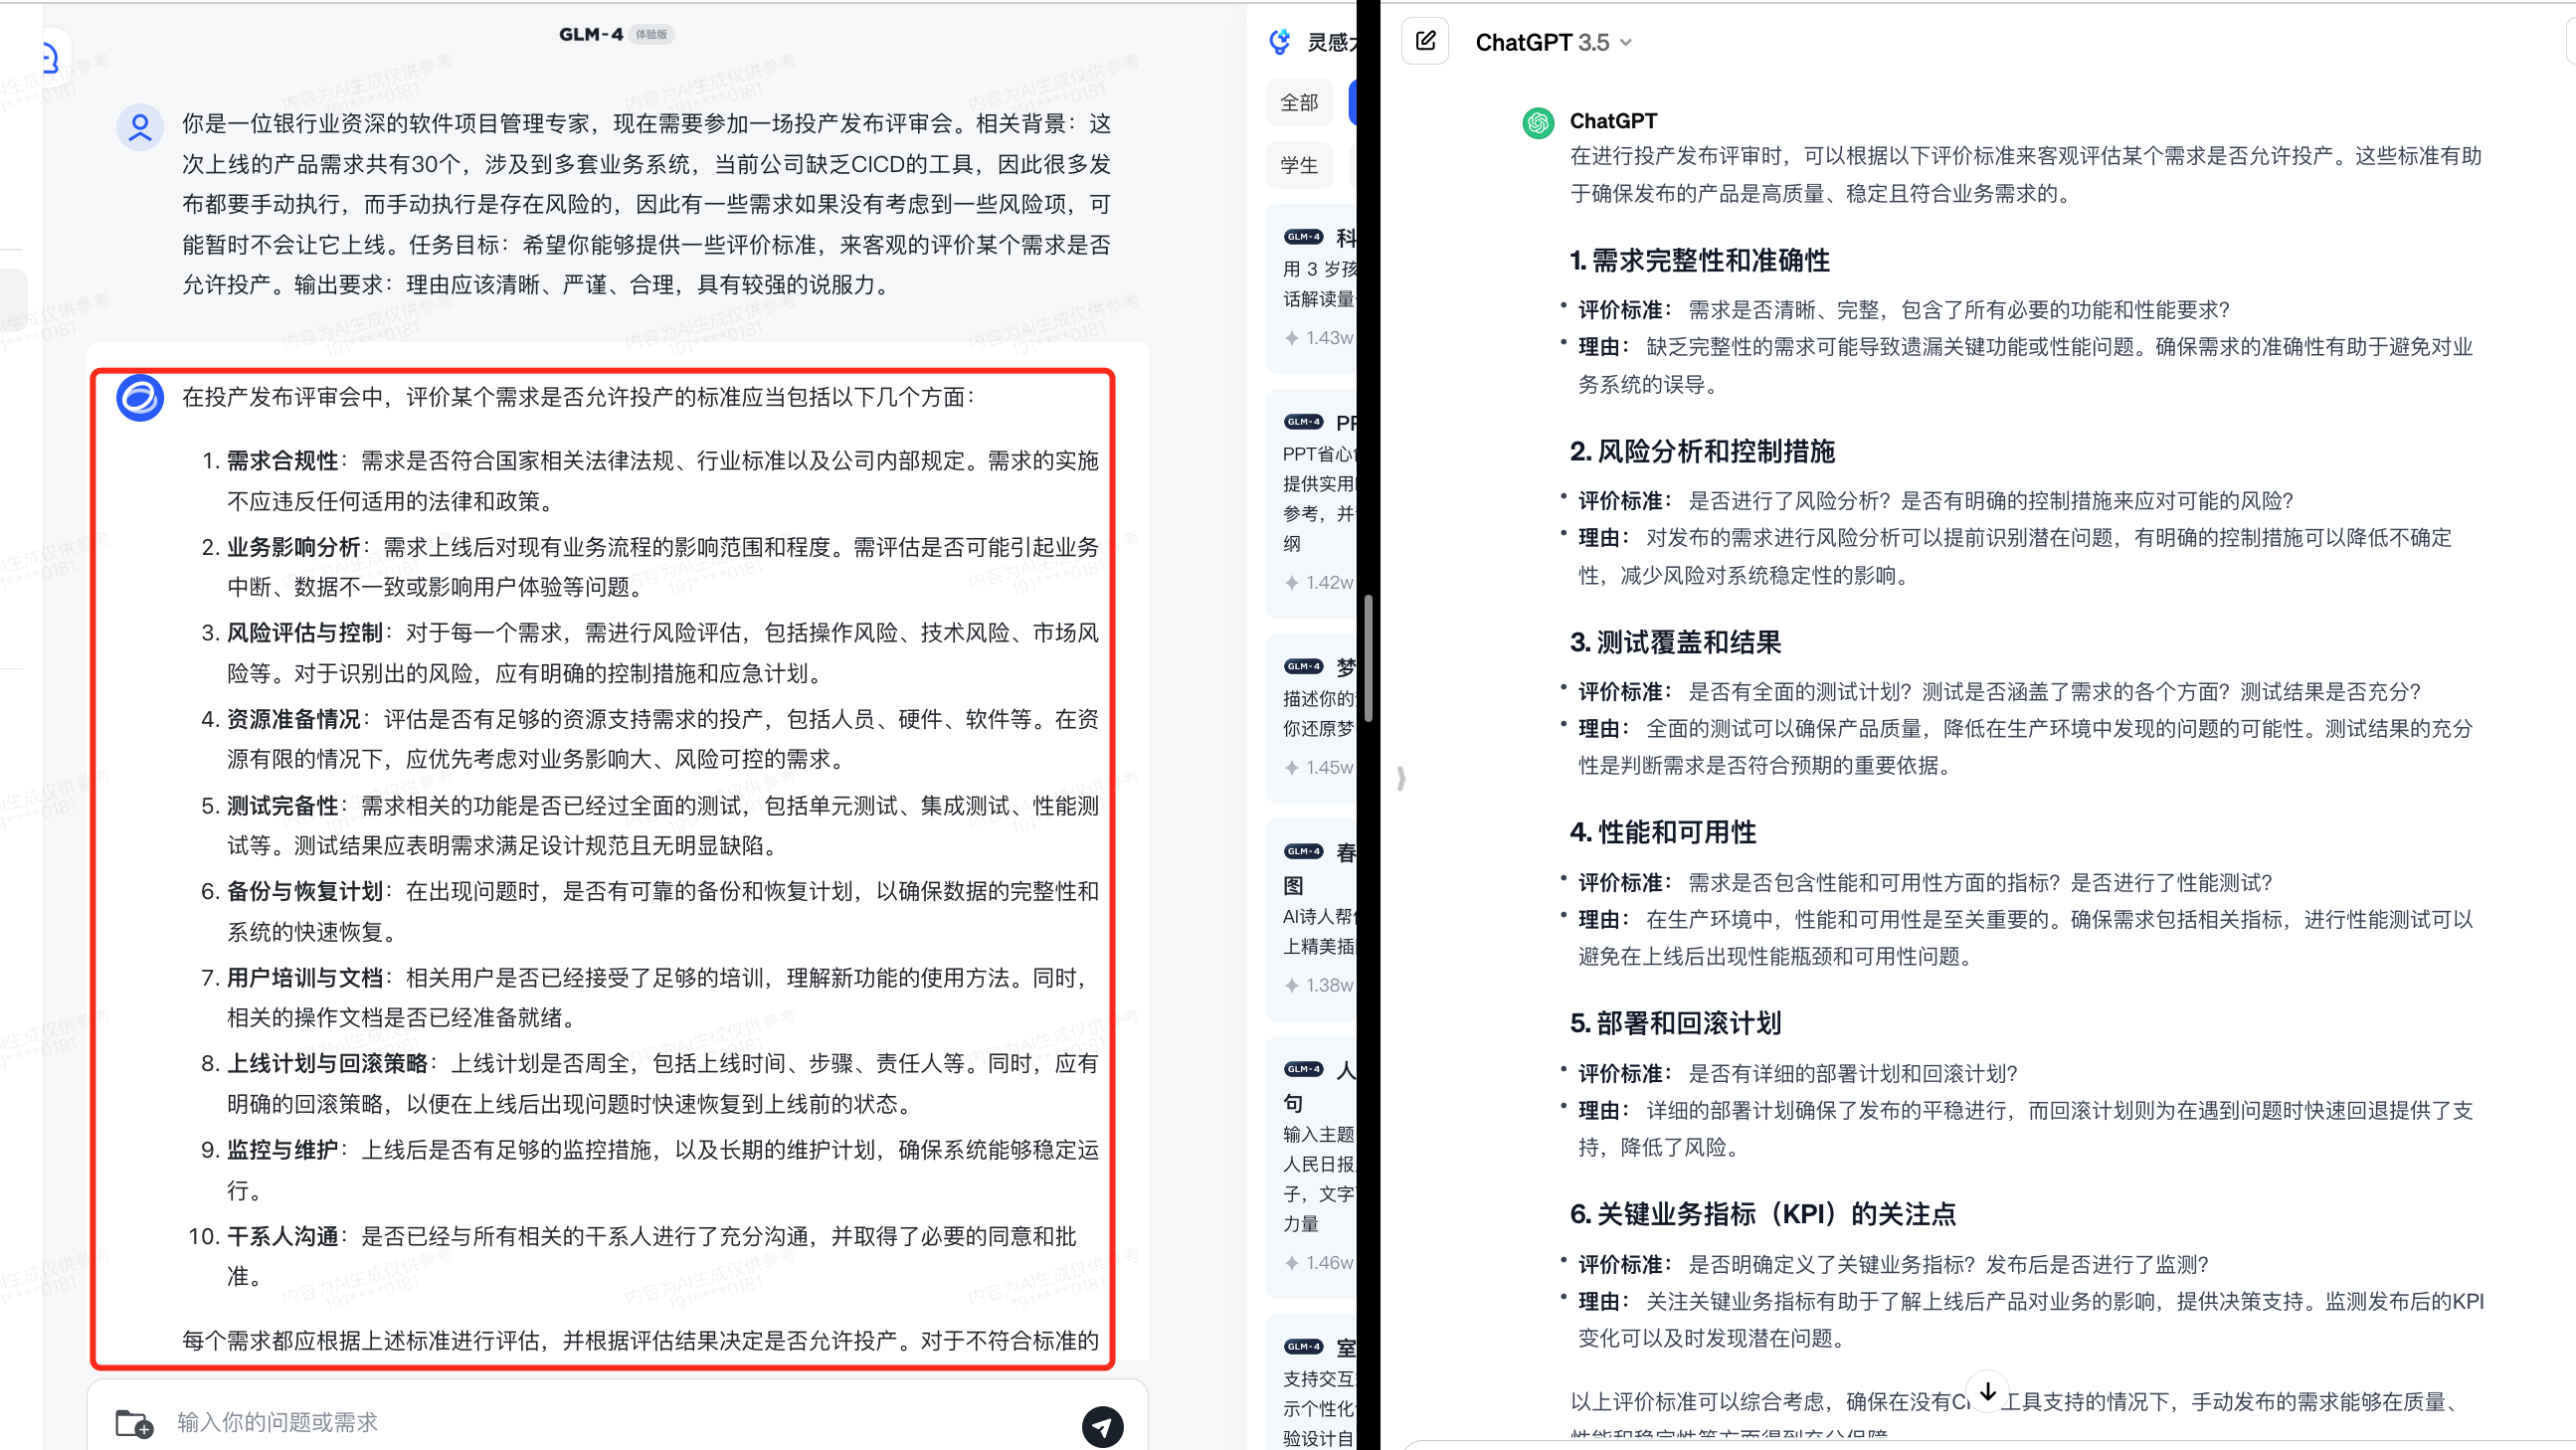 GLM-4 体验版
你是一位银行业资深的软件项目管理专家，现在需要参加一场投产发布评审会。相关背景：这
次上线的产品需求共有30个，涉及到多套业务系统，当前公司缺乏CICD的工具，因此很多发
布都要手动执行，而手动执行是存在风险的，因此有一些需求如果没有考虑到一些风险项，可
能暂时不会让它上线。任务目标：希望你能够提供一些评价标准，来客观的评价某个需求是否
允许投产。输出要求：理由应该清晰、严谨、合理，具有较强的说服力。
在投产发布评审会中，评价某个需求是否允许投产的标准应当包括以下几个方面：
1. 需求合规性：需求是否符合国家相关法律法规、行业标准以及公司内部规定。需求的实施
不应违反任何适用的法律和政策。
2. 业务影响分析：需求上线后对现有业务流程的影响范围和程度。需评估是否可能引起业务
中断、数据不一致或影响用户体验等问题。
3. 风险评估与控制：对于每一个需求，需进行风险评估，包括操作风险、技术风险、市场风
险等。对于识别出的风险，应有明确的控制措施和应急计划。
4. 资源准备情况：评估是否有足够的资源支持需求的投产，包括人员、硬件、软件等。在资
源有限的情况下，应优先考虑对业务影响大、风险可控的需求。
5. 测试完备性：需求相关的功能是否已经过全面的测试，包括单元测试、集成测试、性能测
试等。测试结果应表明需求满足设计规范且无明显缺陷。
6. 备份与恢复计划：在出现问题时，是否有可靠的备份和恢复计划，以确保数据的完整性和
系统的快速恢复。
7. 用户培训与文档：相关用户是否已经接受了足够的培训，理解新功能的使用方法。同时，
相关的操作文档是否已经准备就绪。
8. 上线计划与回滚策略：上线计划是否周全，包括上线时间、步骤、责任人等。同时，应有
明确的回滚策略，以便在上线后出现问题时快速恢复到上线前的状态。
9. 监控与维护：上线后是否有足够的监控措施，以及长期的维护计划，确保系统能够稳定运
行。
10. 干系人沟通：是否已经与所有相关的干系人进行了充分沟通，并取得了必要的同意和批
准。
每个需求都应根据上述标准进行评估，并根据评估结果决定是否允许投产。对于不符合标准的
输入你的问题或需求
内容为AI生成仅供参考
191****0181
灵感
全部
学生
GLM-4 科
用 3 岁孩
话解读量
1.43w
GLM-4 PP
PPT省心
提供实用
参考，并
纲
1.42w
GLM-4 梦
描述你的
你还原梦
1.45w
GLM-4 春
图
AI诗人帮
上精美插
1.38w
GLM-4 人
句
输入主题
人民日报
子，文字
力量
1.46w
GLM-4 室
支持交互
示个性化
验设计自
ChatGPT 3.5
ChatGPT
在进行投产发布评审时，可以根据以下评价标准来客观评估某个需求是否允许投产。这些标准有助
于确保发布的产品是高质量、稳定且符合业务需求的。
1. 需求完整性和准确性
• 评价标准： 需求是否清晰、完整，包含了所有必要的功能和性能要求？
• 理由： 缺乏完整性的需求可能导致遗漏关键功能或性能问题。确保需求的准确性有助于避免对业
务系统的误导。
2. 风险分析和控制措施
• 评价标准： 是否进行了风险分析？是否有明确的控制措施来应对可能的风险？
• 理由： 对发布的需求进行风险分析可以提前识别潜在问题，有明确的控制措施可以降低不确定
性，减少风险对系统稳定性的影响。
3. 测试覆盖和结果
• 评价标准： 是否有全面的测试计划？测试是否涵盖了需求的各个方面？测试结果是否充分？
• 理由： 全面的测试可以确保产品质量，降低在生产环境中发现的问题的可能性。测试结果的充分
性是判断需求是否符合预期的重要依据。
4. 性能和可用性
• 评价标准： 需求是否包含性能和可用性方面的指标？是否进行了性能测试？
• 理由： 在生产环境中，性能和可用性是至关重要的。确保需求包括相关指标，进行性能测试可以
避免在上线后出现性能瓶颈和可用性问题。
5. 部署和回滚计划
• 评价标准： 是否有详细的部署计划和回滚计划？
• 理由： 详细的部署计划确保了发布的平稳进行，而回滚计划则为在遇到问题时快速回退提供了支
持，降低了风险。
6. 关键业务指标（KPI）的关注点
• 评价标准： 是否明确定义了关键业务指标？发布后是否进行了监测？
• 理由： 关注关键业务指标有助于了解上线后产品对业务的影响，提供决策支持。监测发布后的KPI
变化可以及时发现潜在问题。
以上评价标准可以综合考虑，确保在没有 工具支持的情况下，手动发布的需求能够在质量、
性能和稳定性等方面得到充分保障